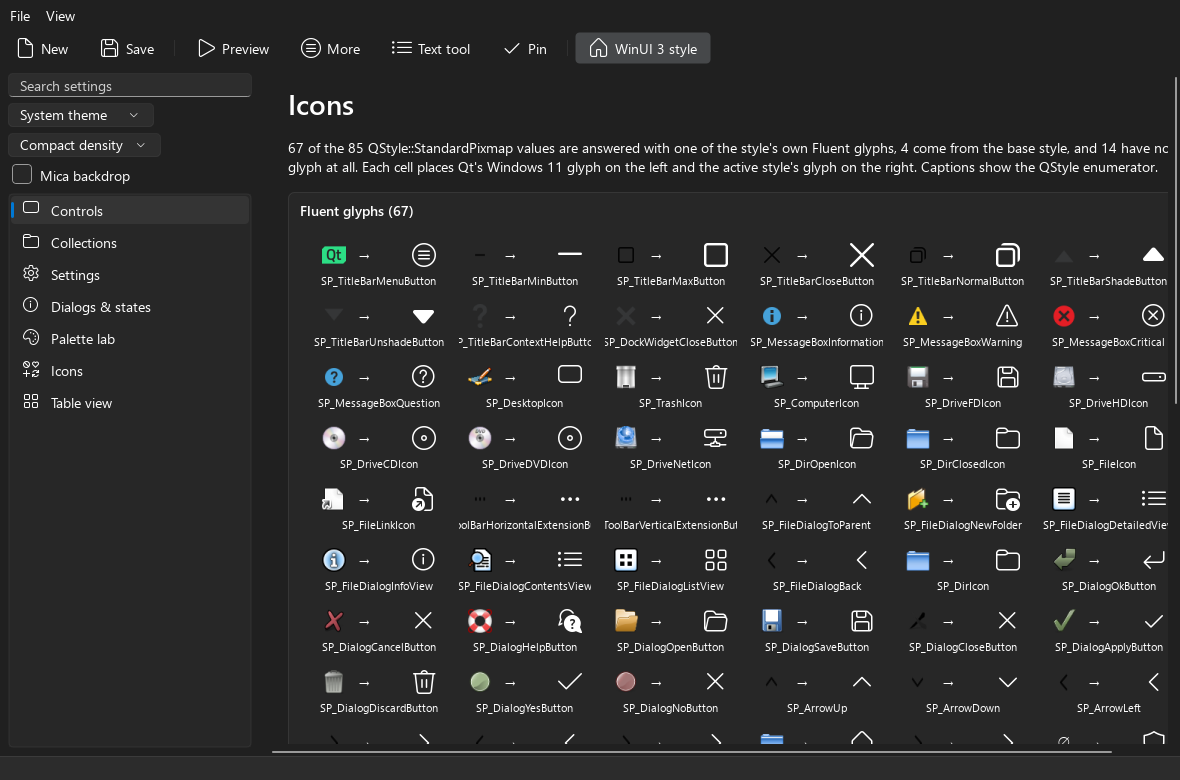 File View
New Save Preview More Text tool Pin WinUI 3 style
Search settings
System theme
Compact density
Mica backdrop
Controls
Collections
Settings
Dialogs & states
Palette lab
Icons
Table view
Icons
67 of the 85 QStyle::StandardPixmap values are answered with one of the style's own Fluent glyphs, 4 come from the base style, and 14 have no
glyph at all. Each cell places Qt's Windows 11 glyph on the left and the active style's glyph on the right. Captions show the QStyle enumerator.
Fluent glyphs (67)
Qt
SP_TitleBarMenuButton SP_TitleBarMinButton SP_TitleBarMaxButton SP_TitleBarCloseButton SP_TitleBarNormalButton SP_TitleBarShadeButton
SP_TitleBarUnshadeButton P_TitleBarContextHelpButto SP_DockWidgetCloseButton SP_MessageBoxInformation SP_MessageBoxWarning SP_MessageBoxCritical
SP_MessageBoxQuestion SP_DesktopIcon SP_TrashIcon SP_ComputerIcon SP_DriveFDIcon SP_DriveHDIcon
SP_DriveCDIcon SP_DriveDVDIcon SP_DriveNetIcon SP_DirOpenIcon SP_DirClosedIcon SP_FileIcon
SP_FileLinkIcon oolBarHorizontalExtensionBu ToolBarVerticalExtensionBut SP_FileDialogToParent SP_FileDialogNewFolder SP_FileDialogDetailedView
SP_FileDialogInfoView SP_FileDialogContentsView SP_FileDialogListView SP_FileDialogBack SP_DirIcon SP_DialogOkButton
SP_DialogCancelButton SP_DialogHelpButton SP_DialogOpenButton SP_DialogSaveButton SP_DialogCloseButton SP_DialogApplyButton
SP_DialogDiscardButton SP_DialogYesButton SP_DialogNoButton SP_ArrowUp SP_ArrowDown SP_ArrowLeft